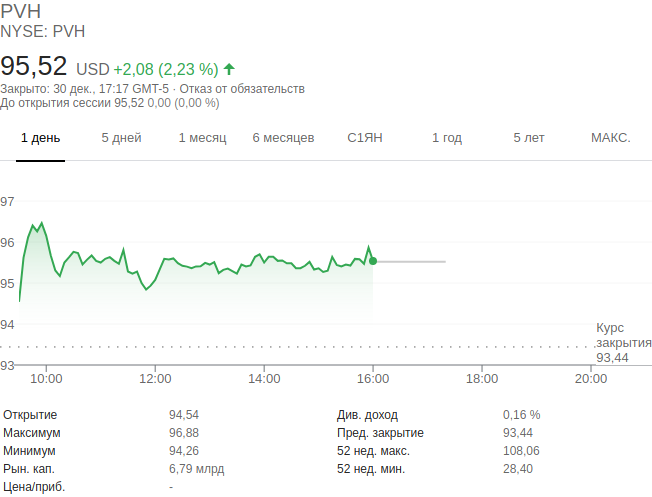 PVH
NYSE: PVH
95,52 USD +2,08 (2,23 %)
Закрыто: 30 дек., 17:17 GMT-5 · Отказ от обязательств
До открытия сессии 95,52 0,00 (0,00 %)
1 день 5 дней 1 месяц 6 месяцев С1ЯН 1 год 5 лет МАКС.
97
96
95
94
Курс
закрытия
93,44
93
10:00 12:00 14:00 16:00 18:00 20:00
Открытие 94,54 Див. доход 0,16 %
Максимум 96,88 Пред. закрытие 93,44
Минимум 94,26 52 нед. макс. 108,06
Рын. кап. 6,79 млрд 52 нед. мин. 28,40
Цена/приб. -